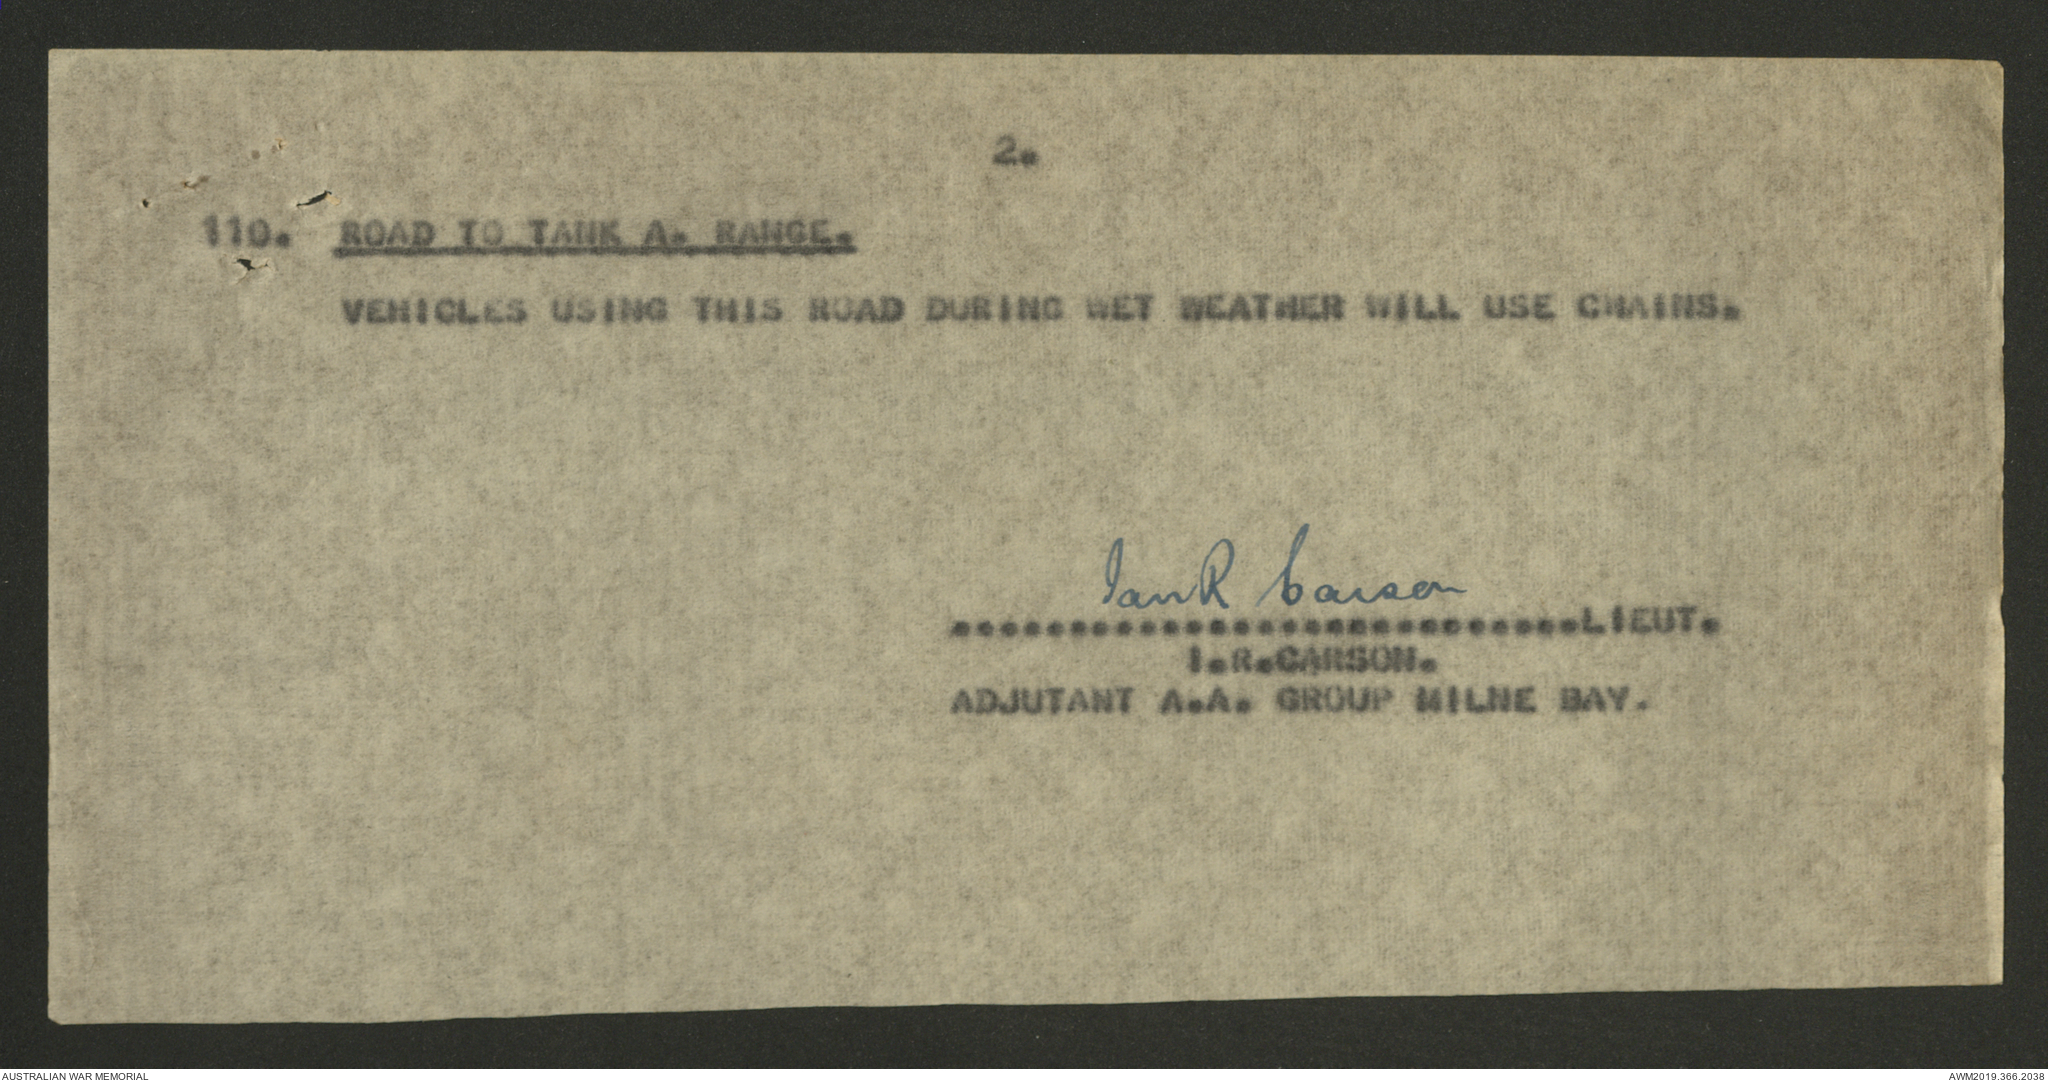 2.
110. ROAD TO TANK A. RANGE.
VEHICLES USING THIS ROAD DURING WET WEATHER WILL USE CHAINS.
Ian R Carson
...........................LIEUT.
I.R.CARSON.
ADJUTANT A.A. GROUP MILNE BAY.
AUSTRALIAN WAR MEMORIAL
AWM2019.366.2038